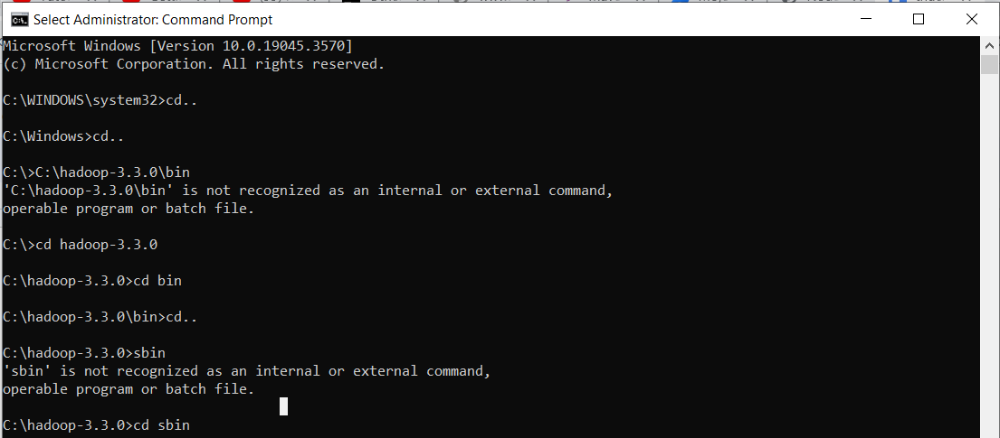 Select Administrator: Command Prompt
Microsoft Windows [Version 10.0.19045.3570]
(c) Microsoft Corporation. All rights reserved.
C:\WINDOWS\system32>cd..
C:\Windows>cd..
C:\>C:\hadoop-3.3.0\bin
'C:\hadoop-3.3.0\bin' is not recognized as an internal or external command,
operable program or batch file.
C:\>cd hadoop-3.3.0
C:\hadoop-3.3.0>cd bin
C:\hadoop-3.3.0\bin>cd..
C:\hadoop-3.3.0>sbin
'sbin' is not recognized as an internal or external command,
operable program or batch file.
C:\hadoop-3.3.0>cd sbin